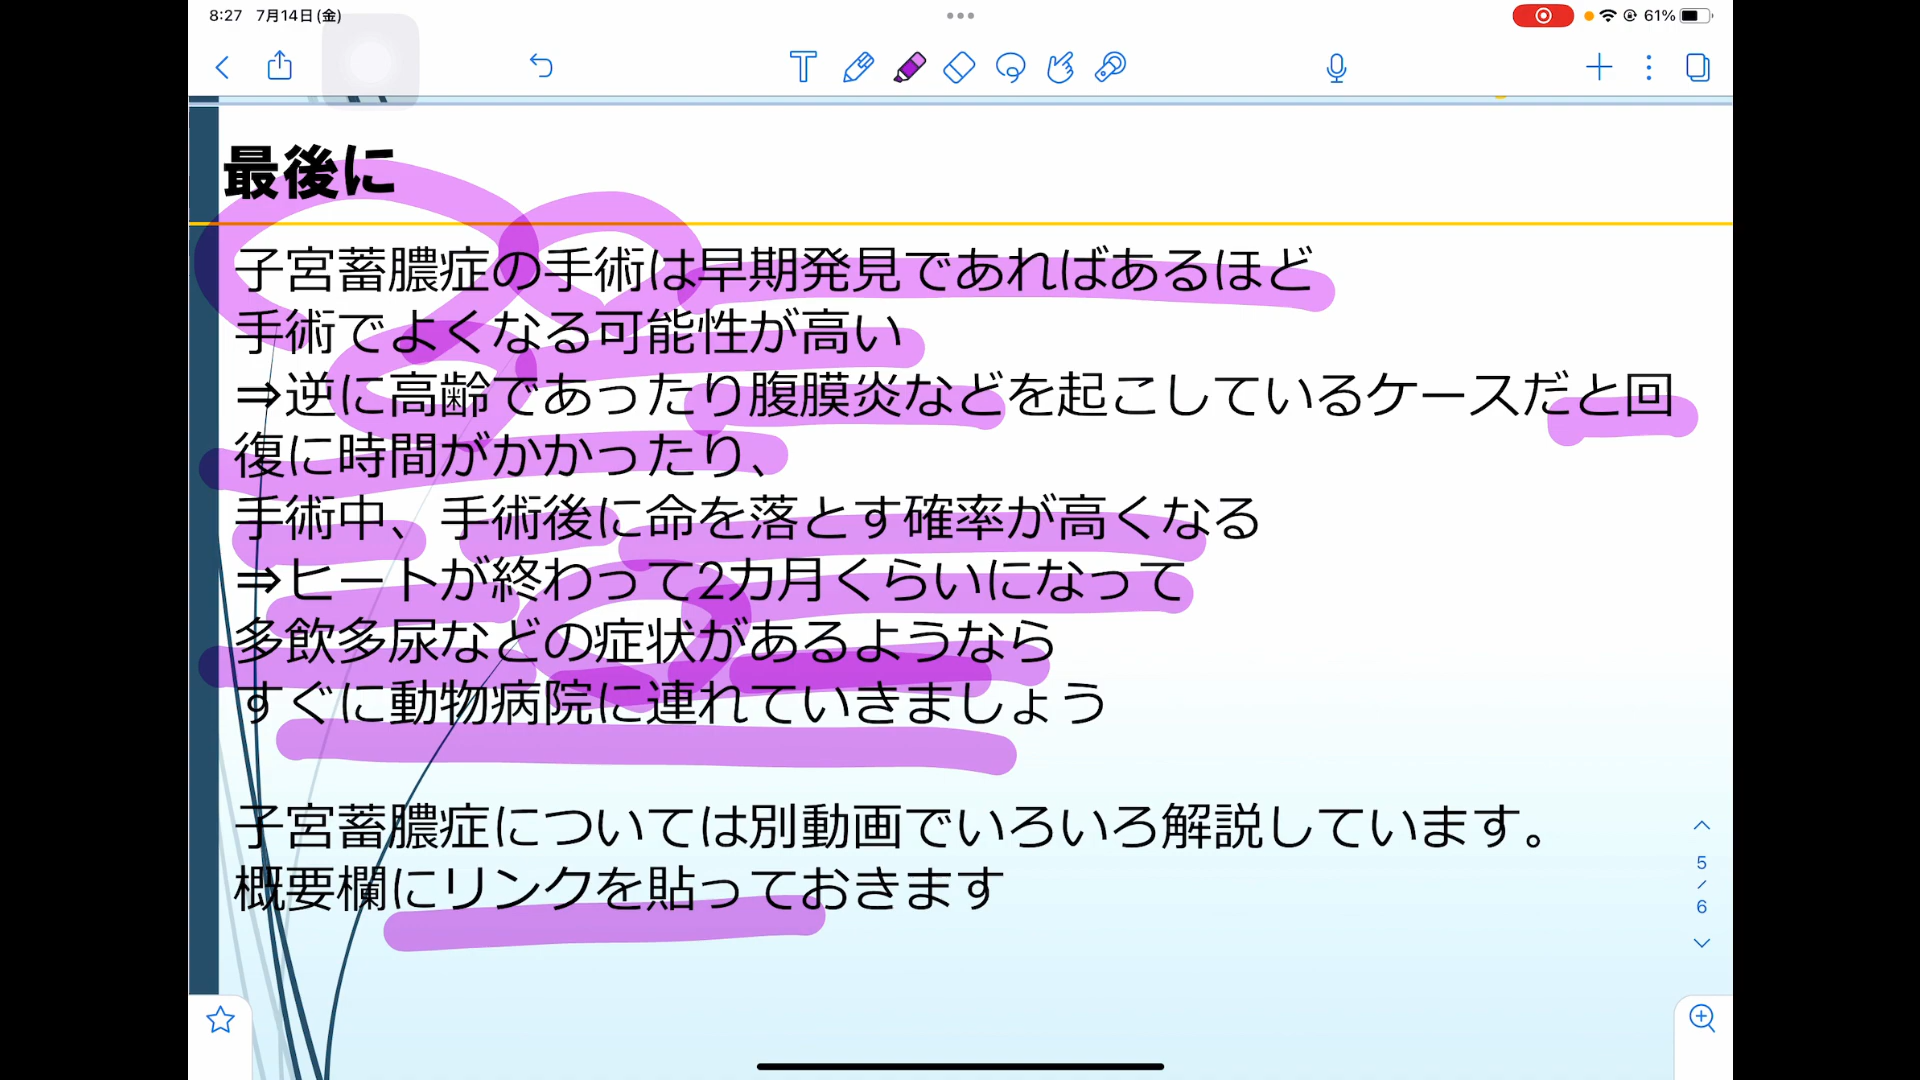 8:27 7月14日(金)
61%
最後に
子宮蓄膿症の手術は早期発見であればあるほど
手術でよくなる可能性が高い
⇒逆に高齢であったり腹膜炎などを起こしているケースだと回
復に時間がかかったり、
手術中、手術後に命を落とす確率が高くなる
⇒ヒートが終わって2カ月くらいになって
多飲多尿などの症状があるようなら
すぐに動物病院に連れていきましょう
子宮蓄膿症については別動画でいろいろ解説しています。
概要欄にリンクを貼っておきます
5
/
6